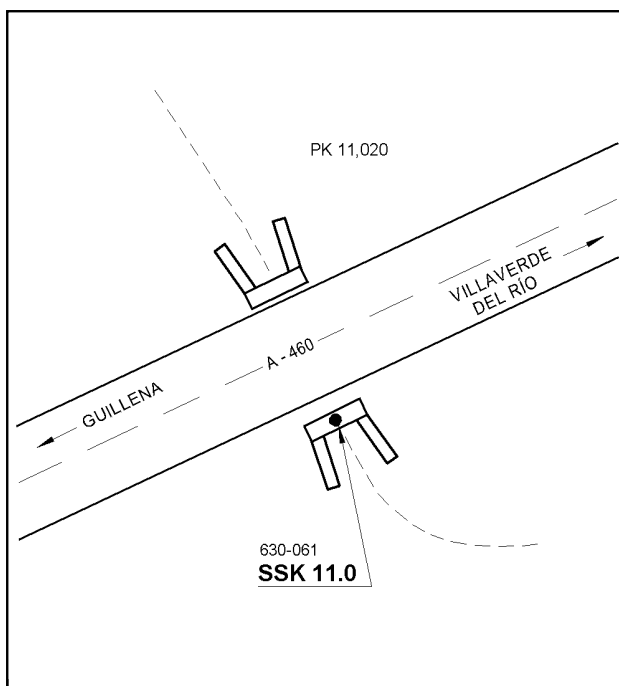 PK 11,020
VILLAVERDE
DEL RÍO
A - 460
GUILLENA
630-061
SSK 11.0